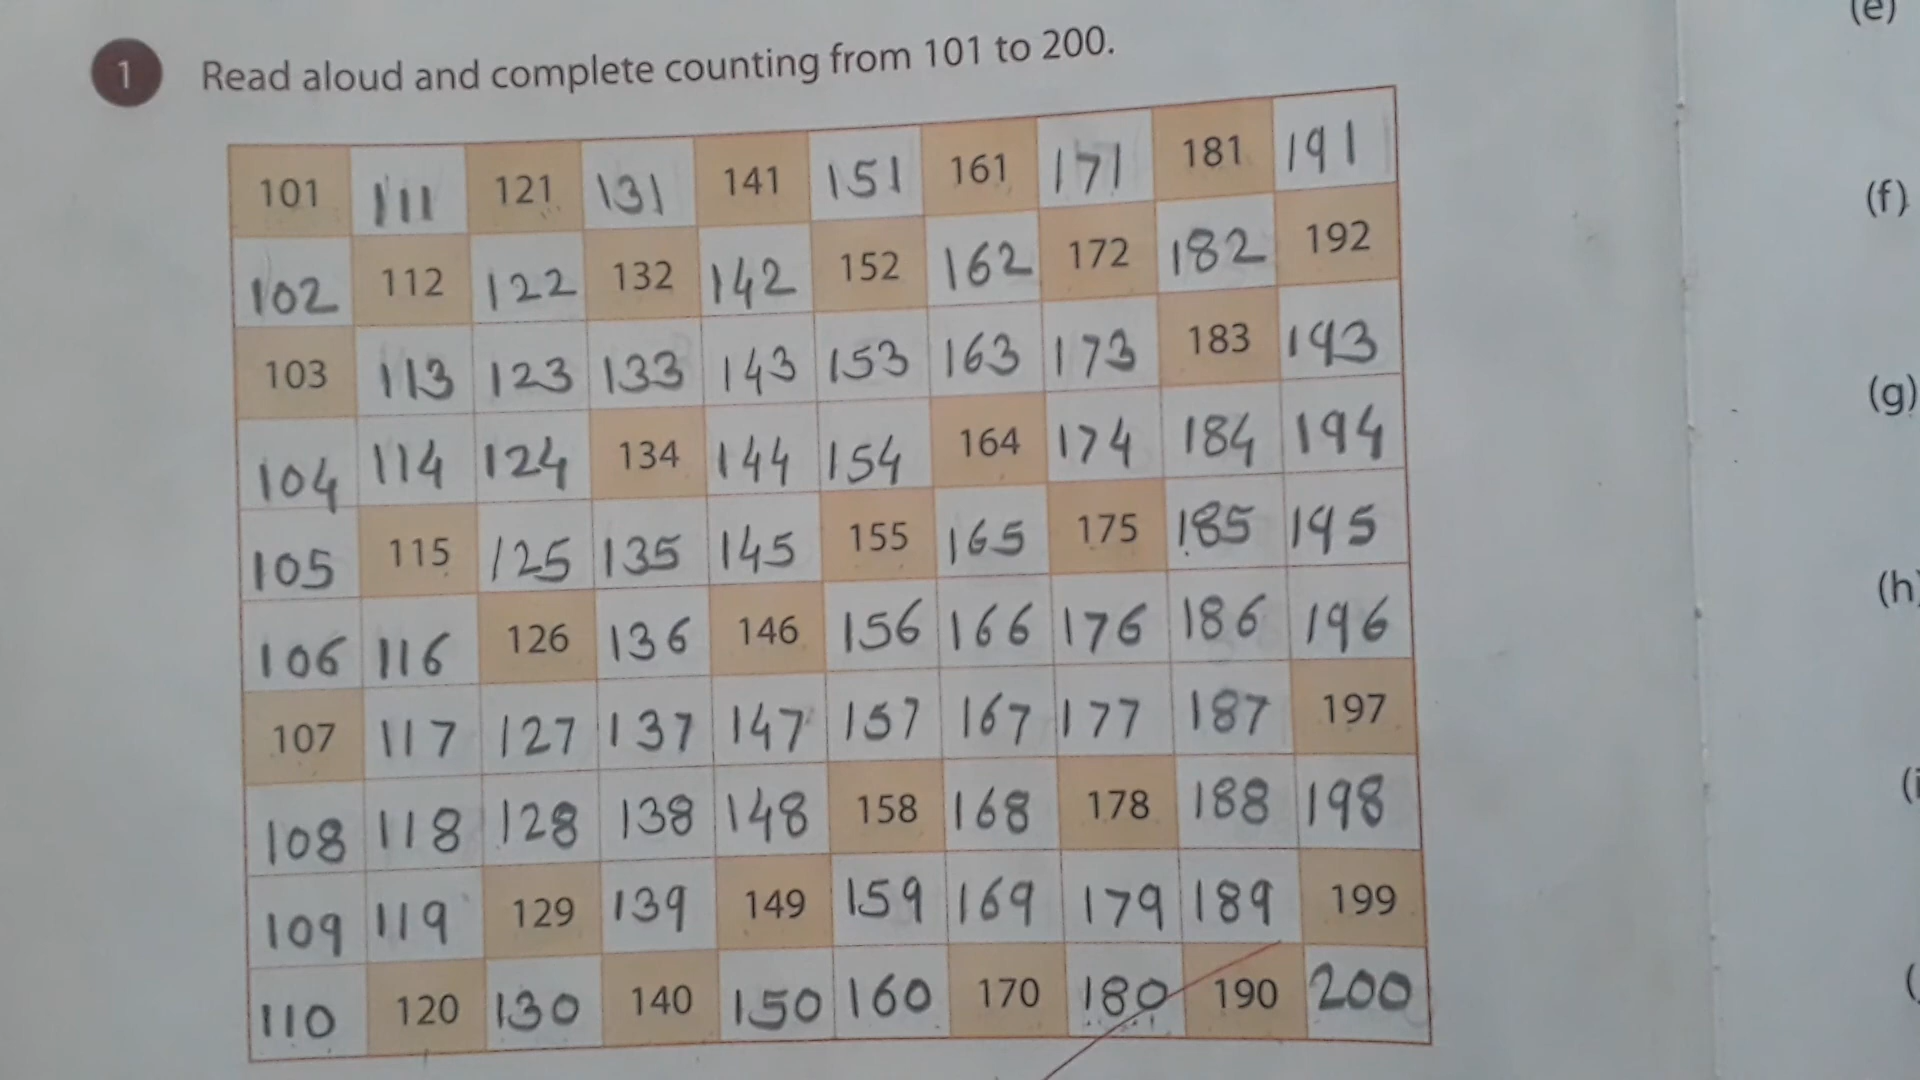 (e)
1 Read aloud and complete counting from 101 to 200.
101 111 121 131 141 151 161 171 181 191
102 112 122 132 142 152 162 172 182 192
103 113 123 133 143 153 163 173 183 193
104 114 124 134 144 154 164 174 184 194
105 115 125 135 145 155 165 175 185 195
106 116 126 136 146 156 166 176 186 196
107 117 127 137 147 157 167 177 187 197
108 118 128 138 148 158 168 178 188 198
109 119 129 139 149 159 169 179 189 199
110 120 130 140 150 160 170 180 190 200
(f)
(g)
(h)